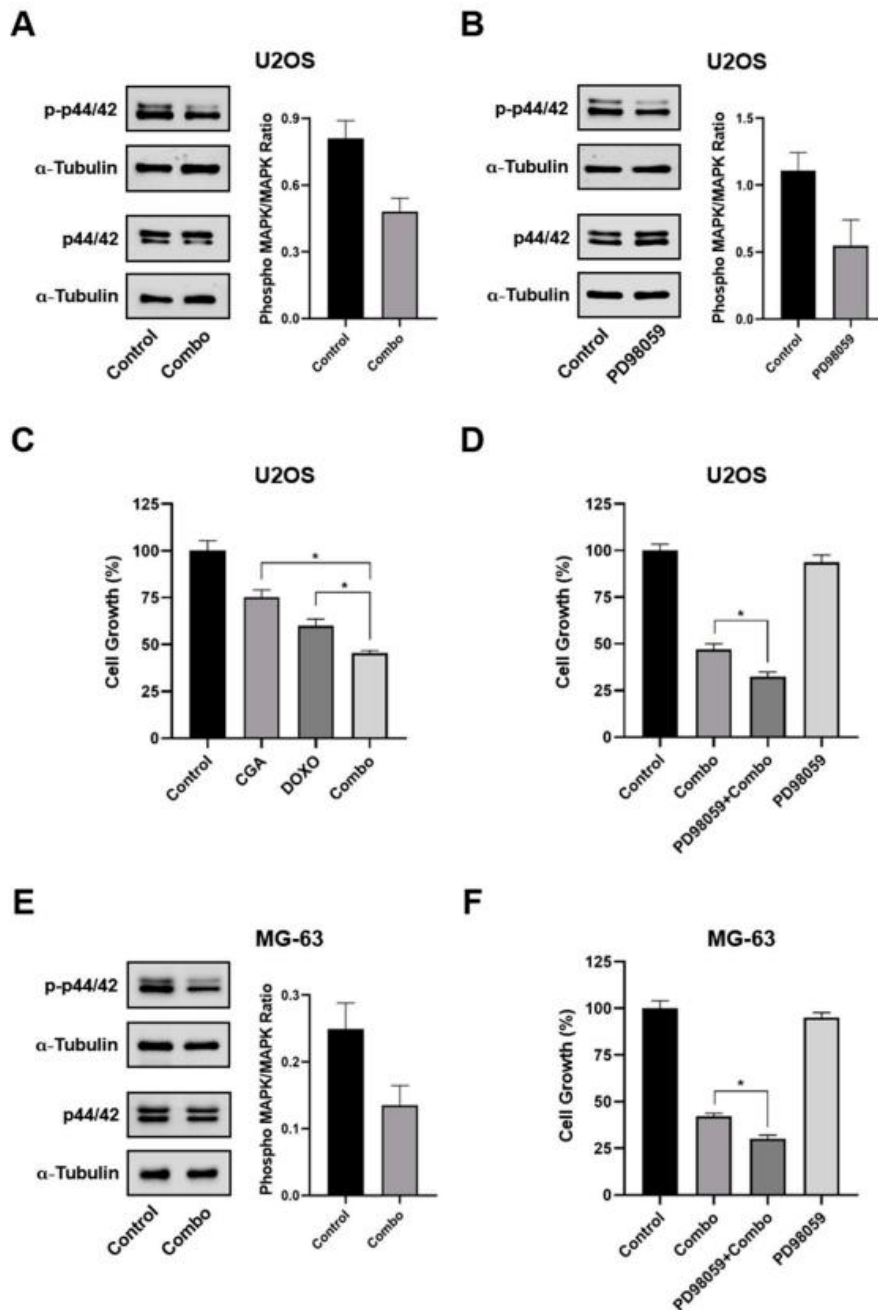 A
U2OS
p-p44/42
α-Tubulin
p44/42
α-Tubulin
Control
Combo
Phospho MAPK/MAPK Ratio
0.9
0.6
0.3
0.0
Control
Combo
B
U2OS
p-p44/42
α-Tubulin
p44/42
α-Tubulin
Control
PD98059
Phospho MAPK/MAPK Ratio
1.5
1.0
0.5
0.0
Control
PD98059
C
U2OS
Cell Growth (%)
125
100
75
50
25
0
*
*
Control
CGA
DOXO
Combo
D
U2OS
Cell Growth (%)
125
100
75
50
25
0
*
Control
Combo
PD98059+Combo
PD98059
E
MG-63
p-p44/42
α-Tubulin
p44/42
α-Tubulin
Control
Combo
Phospho MAPK/MAPK Ratio
0.3
0.2
0.1
0.0
Control
Combo
F
MG-63
Cell Growth (%)
125
100
75
50
25
0
*
Control
Combo
PD98059+Combo
PD98059